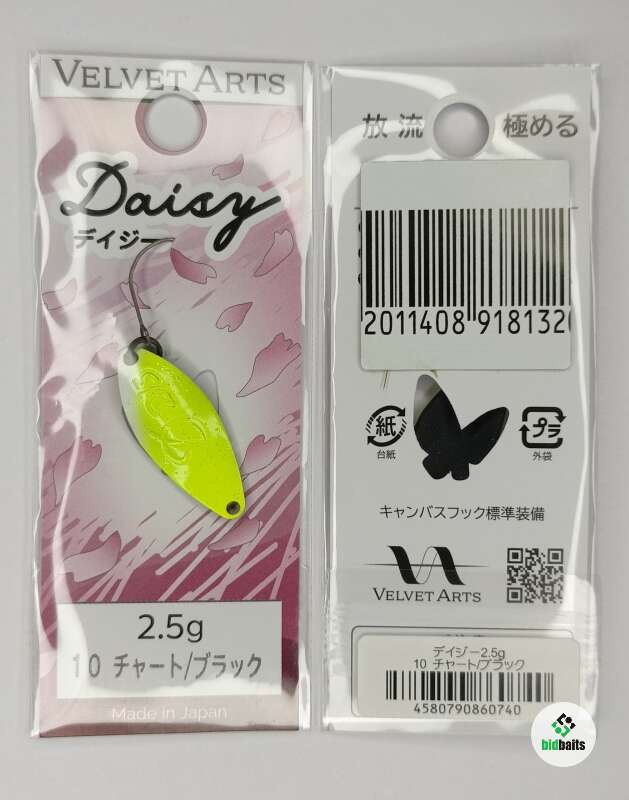 VELVET ARTS
Daisy
デイジー
2.5g
10 チャート/ブラック
Made in Japan
放流 極める
2011408 918132
紙
台紙
プラ
外袋
キャンバスフック標準装備
VELVET ARTS
デイジー2.5g
10 チャート/ブラック
4580790860740
bidbaits